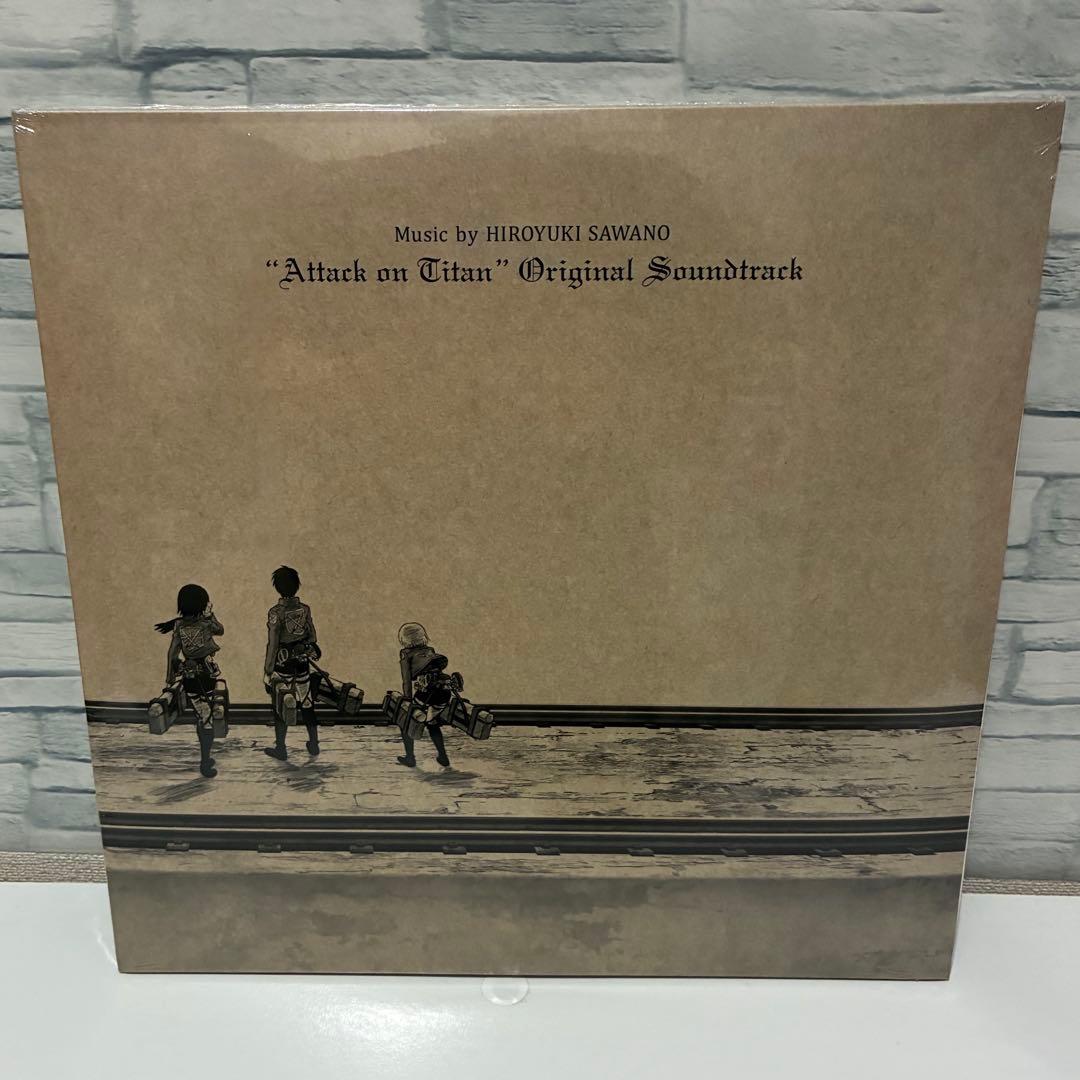 Music by HIROYUKI SAWANO
“Attack on Titan” Original Soundtrack